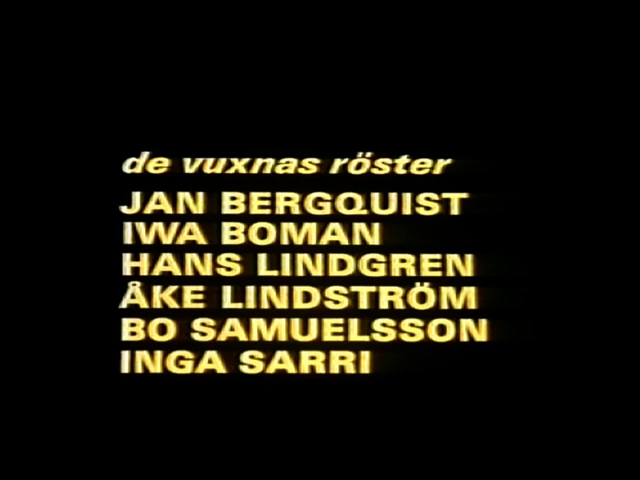 de vuxnas röster
JAN BERGQUIST
IWA BOMAN
HANS LINDGREN
ÅKE LINDSTRÖM
BO SAMUELSSON
INGA SARRI